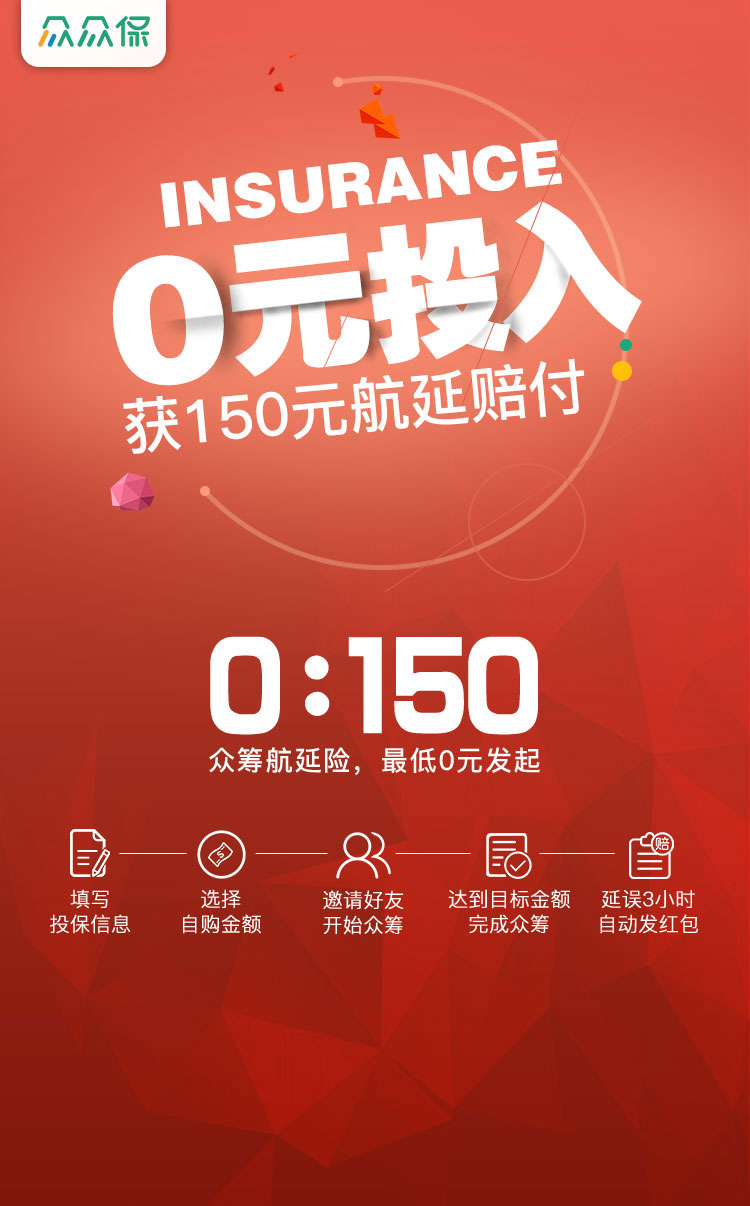 众众保
INSURANCE
0元投入
获150元航延赔付
0:150
众筹航延险，最低0元发起
赔
填写
投保信息
选择
自购金额
邀请好友
开始众筹
达到目标金额
完成众筹
延误3小时
自动发红包